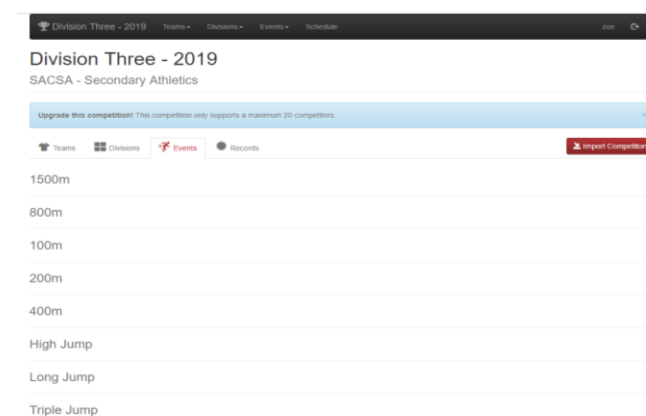 Division Three - 2019 Teams Divisions Events Schedule zoe
Division Three - 2019
SACSA - Secondary Athletics
Upgrade this competition! This competition only supports a maximum 20 competitors.
Teams Divisions Events Records Import Competitors
1500m
800m
100m
200m
400m
High Jump
Long Jump
Triple Jump